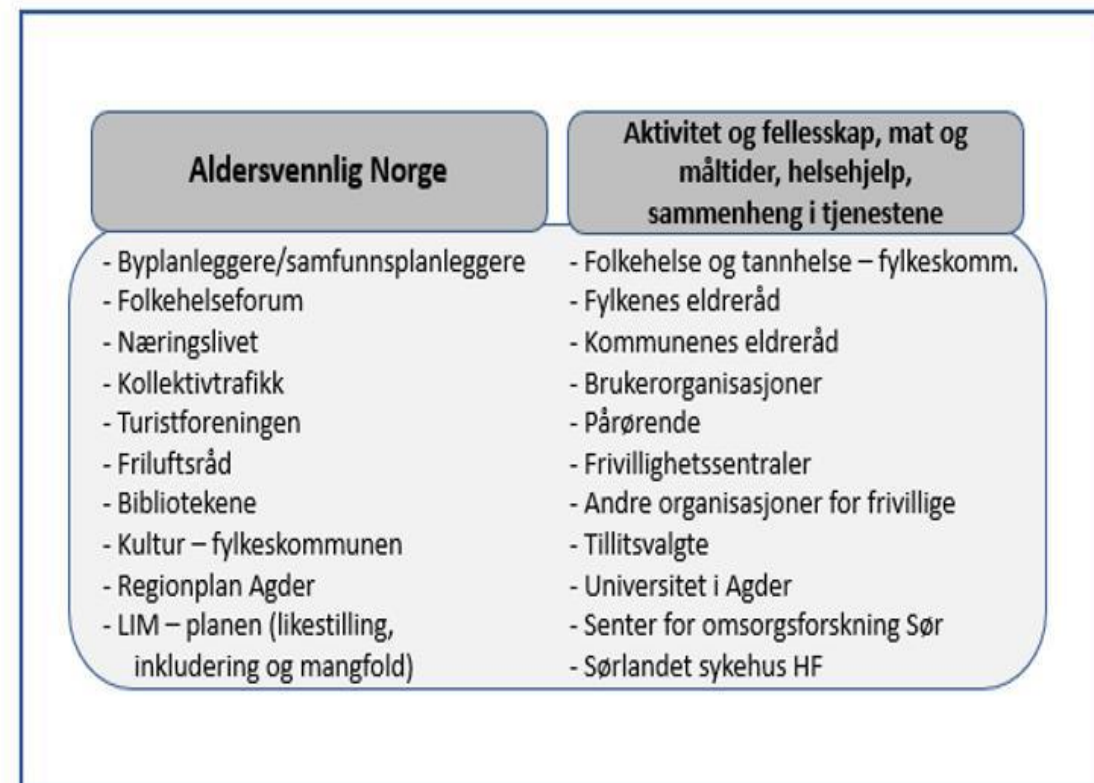 Aldersvennlig Norge
- Byplanleggere/samfunnsplanleggere
- Folkehelseforum
- Næringslivet
- Kollektivtrafikk
- Turistforeningen
- Friluftsråd
- Bibliotekene
- Kultur – fylkeskommunen
- Regionplan Agder
- LIM – planen (likestilling,
inkludering og mangfold)
Aktivitet og fellesskap, mat og
måltider, helsehjelp,
sammenheng i tjenestene
- Folkehelse og tannhelse – fylkeskomm.
- Fylkenes eldreråd
- Kommunenes eldreråd
- Brukerorganisasjoner
- Pårørende
- Frivillighetssentraler
- Andre organisasjoner for frivillige
- Tillitsvalgte
- Universitet i Agder
- Senter for omsorgsforskning Sør
- Sørlandet sykehus HF